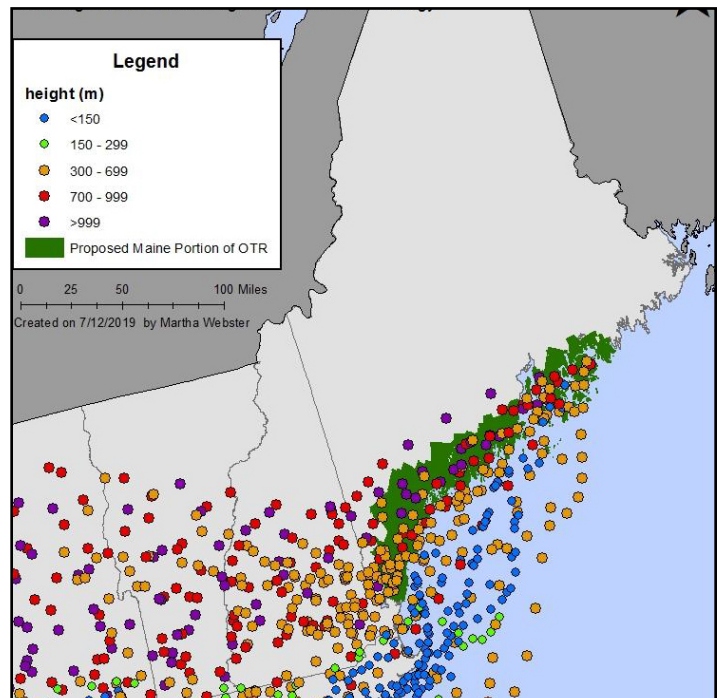 Legend
height (m)
<150
150 - 299
300 - 699
700 - 999
>999
Proposed Maine Portion of OTR
0 25 50 100 Miles
Created on 7/12/2019 by Martha Webster